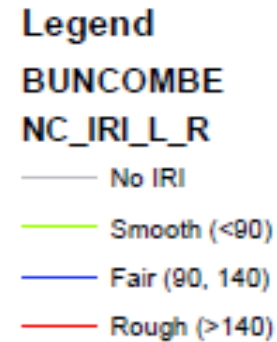 Legend
BUNCOMBE
NC_IRI_L_R
No IRI
Smooth (<90)
Fair (90, 140)
Rough (>140)